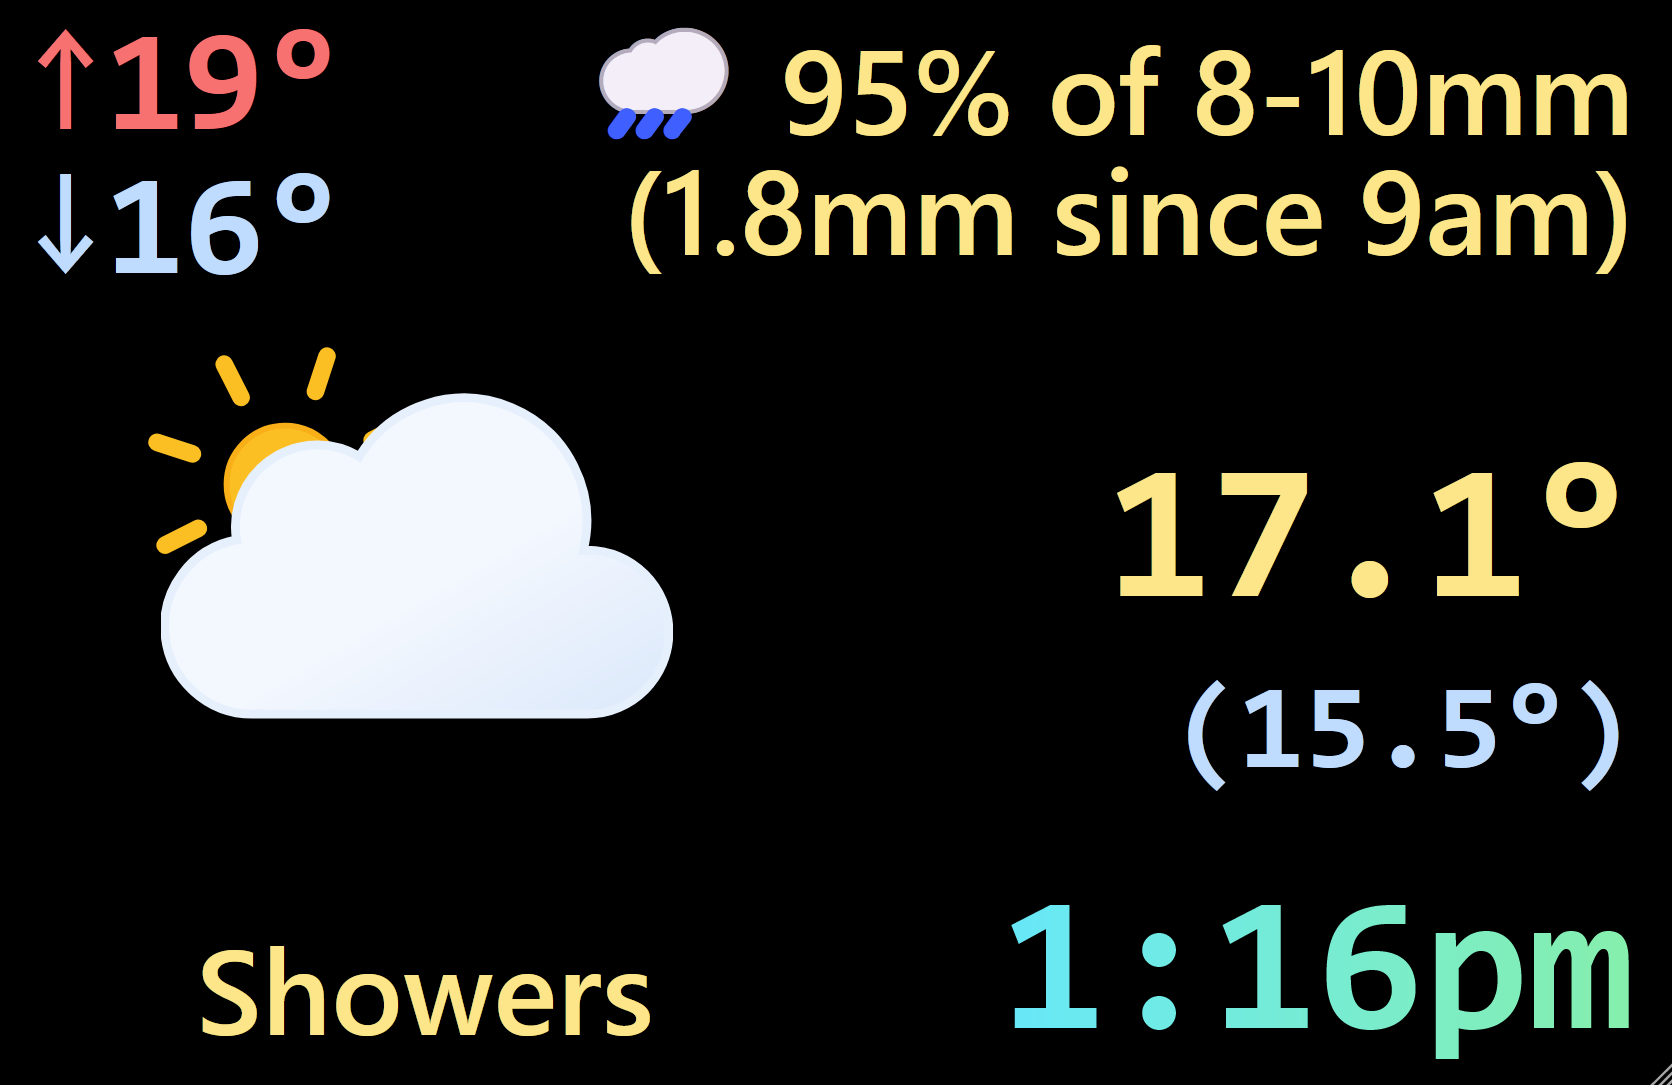 ↑19°
95% of 8-10mm
↓16°
(1.8mm since 9am)
17.1°
(15.5°)
Showers
1:16pm